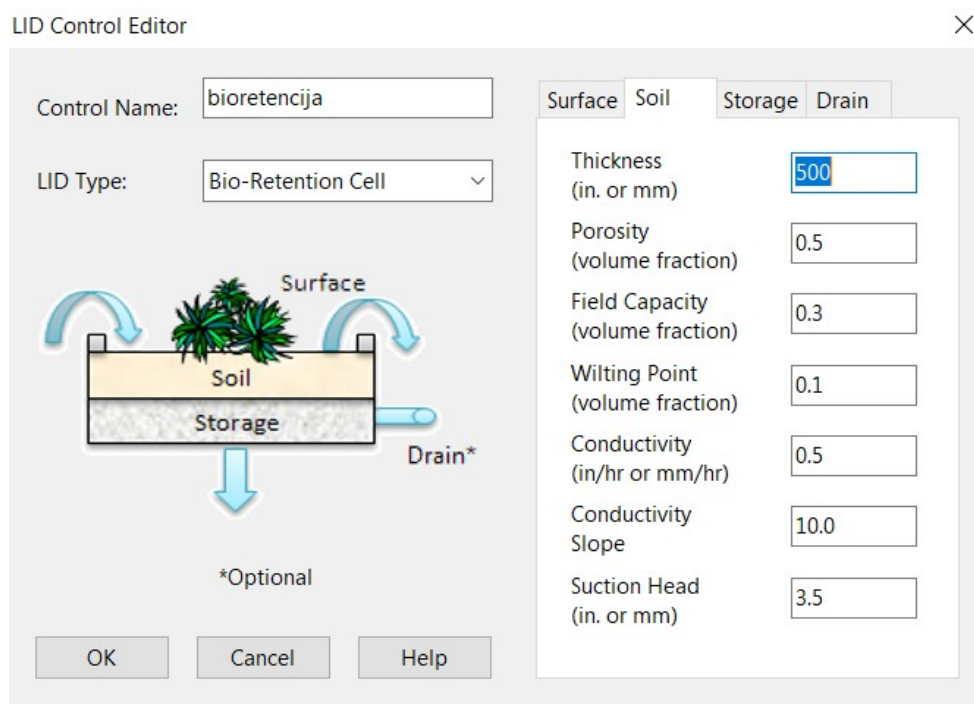 LID Control Editor
Control Name:
bioretencija
LID Type:
Bio-Retention Cell
Surface
Soil
Storage
Drain*
*Optional
OK
Cancel
Help
Surface
Soil
Storage
Drain
Thickness
(in. or mm)
500
Porosity
(volume fraction)
0.5
Field Capacity
(volume fraction)
0.3
Wilting Point
(volume fraction)
0.1
Conductivity
(in/hr or mm/hr)
0.5
Conductivity
Slope
10.0
Suction Head
(in. or mm)
3.5